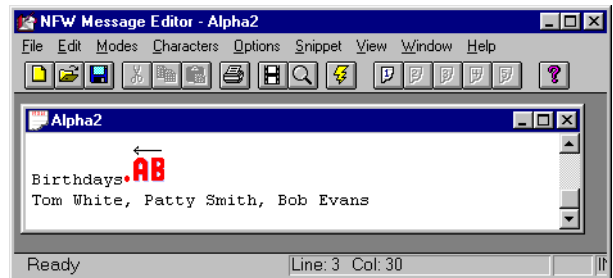 NFW Message Editor - Alpha2
File Edit Modes Characters Options Snippet View Window Help
Alpha2
Birthdays AB
Tom White, Patty Smith, Bob Evans
Ready Line: 3 Col: 30